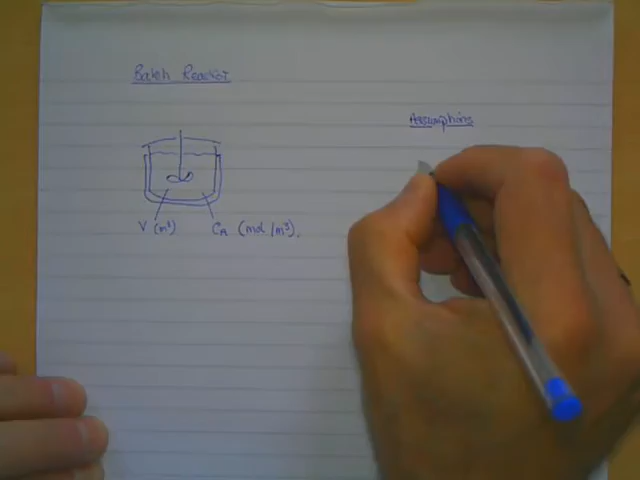 Batch Reactor
Assumptions
V (m³)
CA (mol/m³).